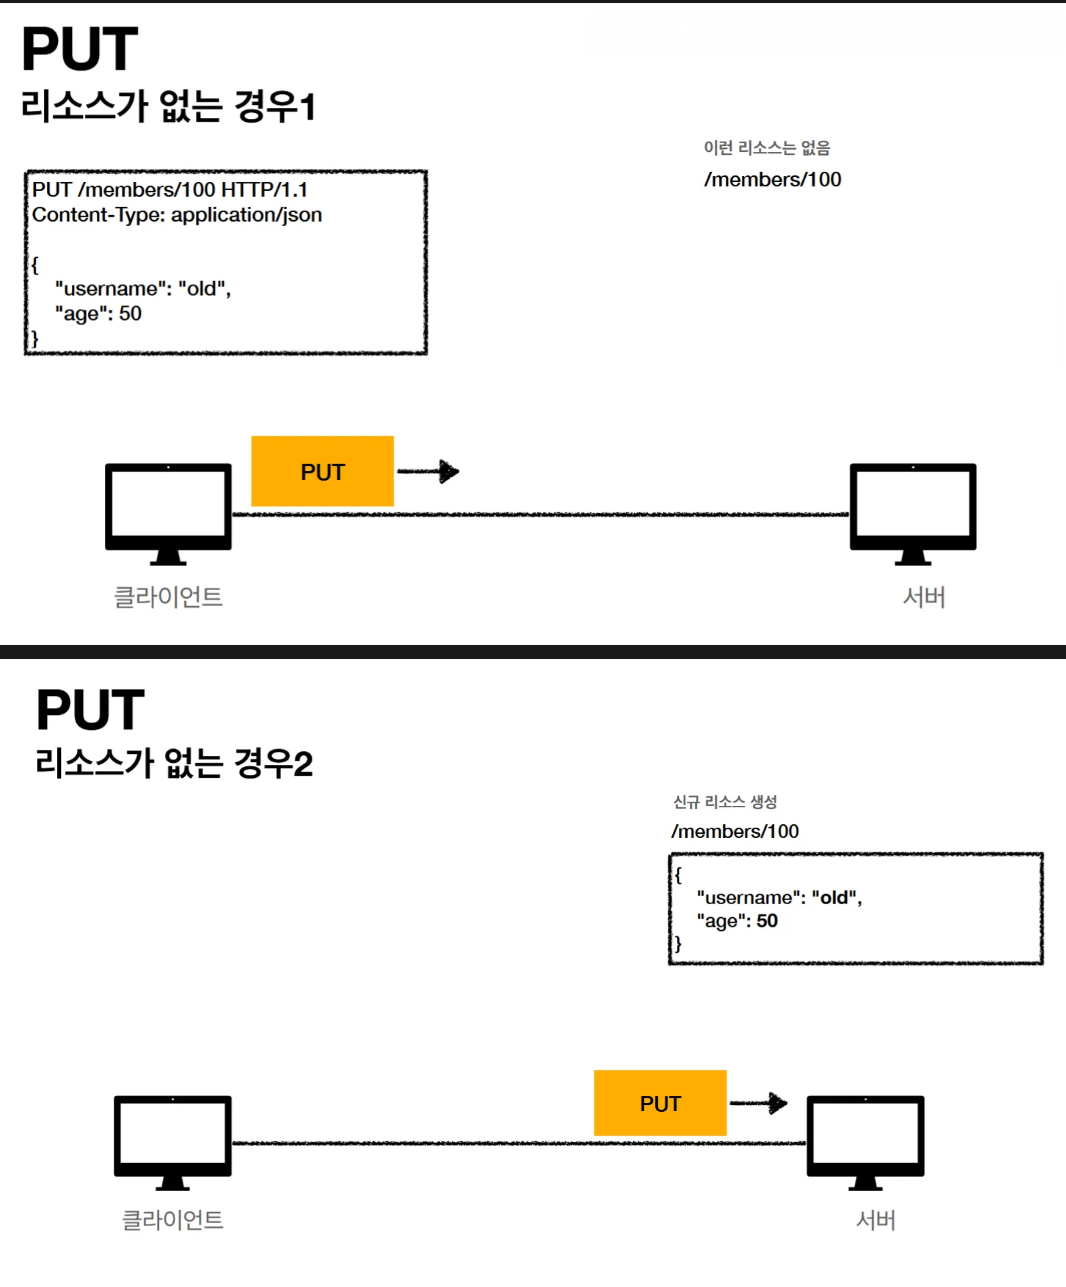 PUT
리소스가 없는 경우1
이런 리소스는 없음
/members/100
PUT /members/100 HTTP/1.1
Content-Type: application/json
{
"username": "old",
"age": 50
}
PUT
클라이언트
서버
PUT
리소스가 없는 경우2
신규 리소스 생성
/members/100
{
"username": "old",
"age": 50
}
PUT
클라이언트
서버